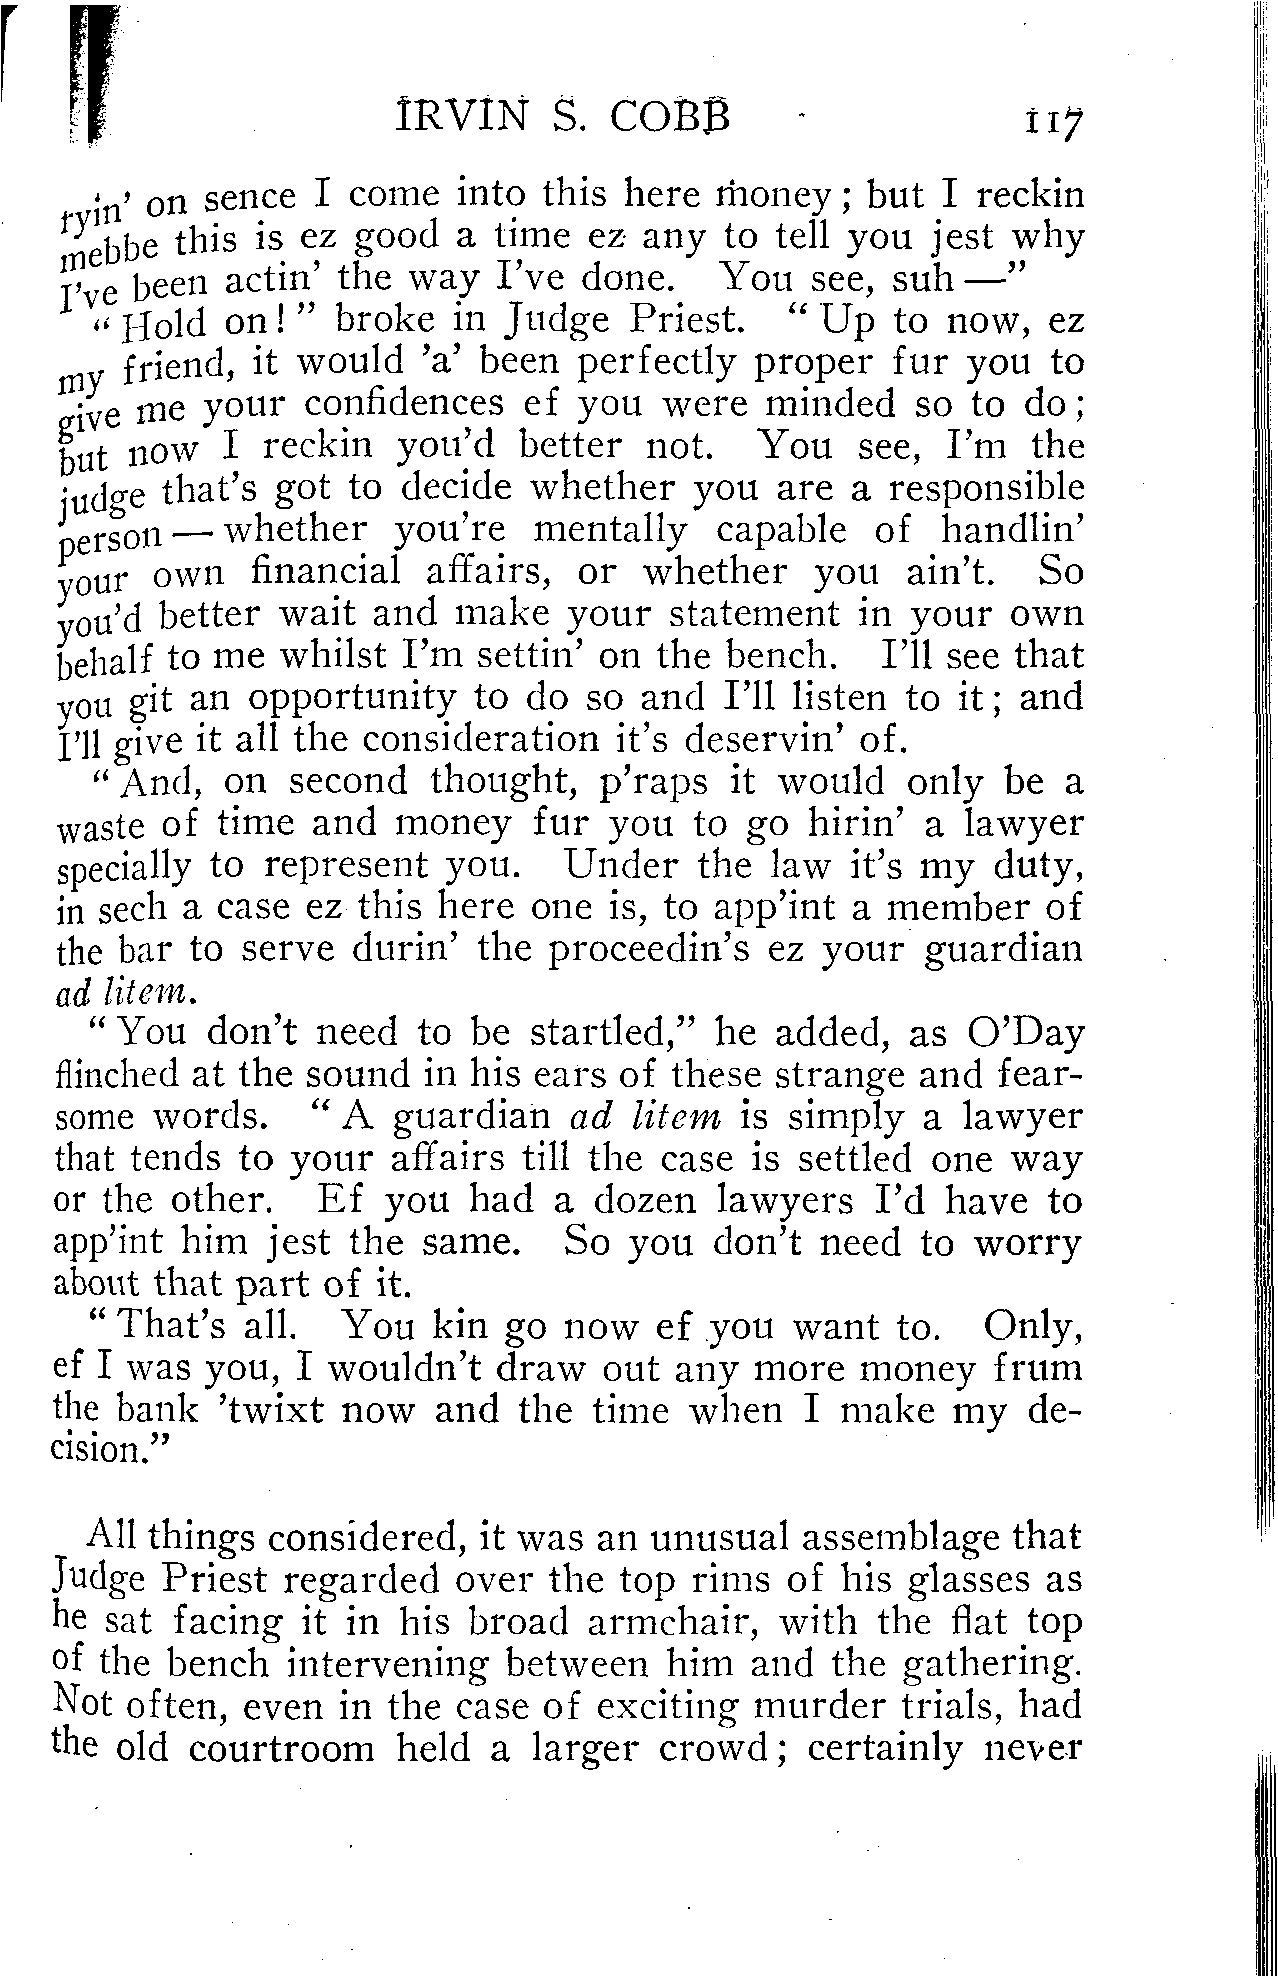 IRVIN S. COBB 117
ryin' on sence I come into this here money; but I reckin
mebbe this is ez good a time ez any to tell you jest why
I've been actin' the way I've done. You see, suh—"
"Hold on!" broke in Judge Priest. "Up to now, ez
my friend, it would 'a' been perfectly proper fur you to
give me your confidences ef you were minded so to do;
but now I reckin you'd better not. You see, I'm the
judge that's got to decide whether you are a responsible
person — whether you're mentally capable of handlin'
your own financial affairs, or whether you ain't. So
you'd better wait and make your statement in your own
behalf to me whilst I'm settin' on the bench. I'll see that
you git an opportunity to do so and I'll listen to it; and
I'll give it all the consideration it's deservin' of.
"And, on second thought, p'raps it would only be a
waste of time and money fur you to go hirin' a lawyer
specially to represent you. Under the law it's my duty,
in sech a case ez this here one is, to app'int a member of
the bar to serve durin' the proceedin's ez your guardian
ad litem.
"You don't need to be startled," he added, as O'Day
flinched at the sound in his ears of these strange and fear-
some words. "A guardian ad litem is simply a lawyer
that tends to your affairs till the case is settled one way
or the other. Ef you had a dozen lawyers I'd have to
app'int him jest the same. So you don't need to worry
about that part of it.
"That's all. You kin go now ef you want to. Only,
ef I was you, I wouldn't draw out any more money frum
the bank 'twixt now and the time when I make my de-
cision."
All things considered, it was an unusual assemblage that
Judge Priest regarded over the top rims of his glasses as
he sat facing it in his broad armchair, with the flat top
of the bench intervening between him and the gathering.
Not often, even in the case of exciting murder trials, had
the old courtroom held a larger crowd; certainly never